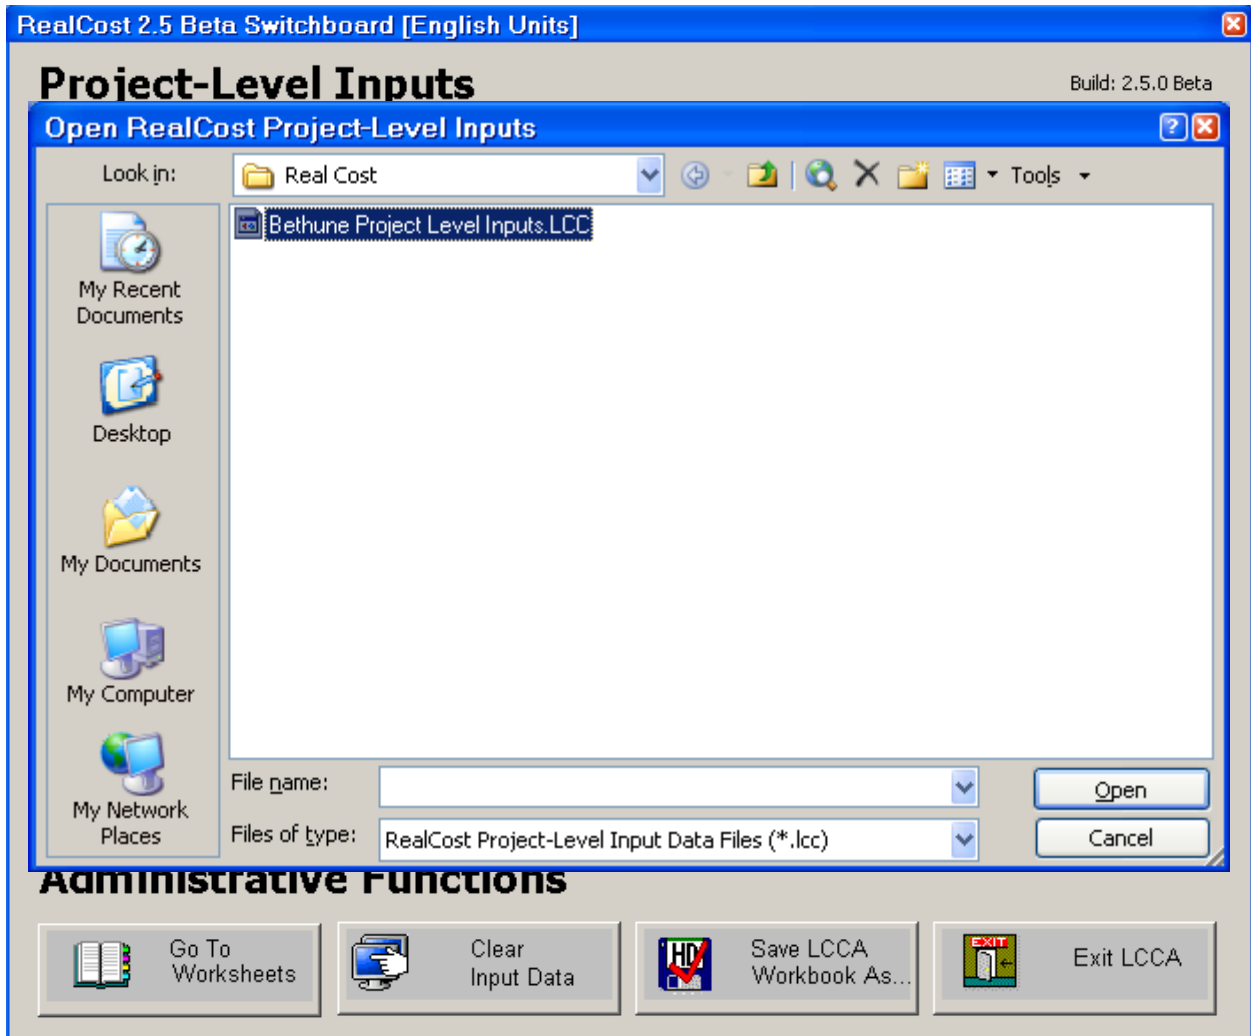 RealCost 2.5 Beta Switchboard [English Units]
Project-Level Inputs
Build: 2.5.0 Beta
Open RealCost Project-Level Inputs
Look in:
Real Cost
Tools
Bethune Project Level Inputs.LCC
My Recent
Documents
Desktop
My Documents
My Computer
My Network
Places
File name:
Open
Files of type:
RealCost Project-Level Input Data Files (*.lcc)
Cancel
Administrative Functions
Go To
Worksheets
Clear
Input Data
HD
Save LCCA
Workbook As...
EXIT
Exit LCCA